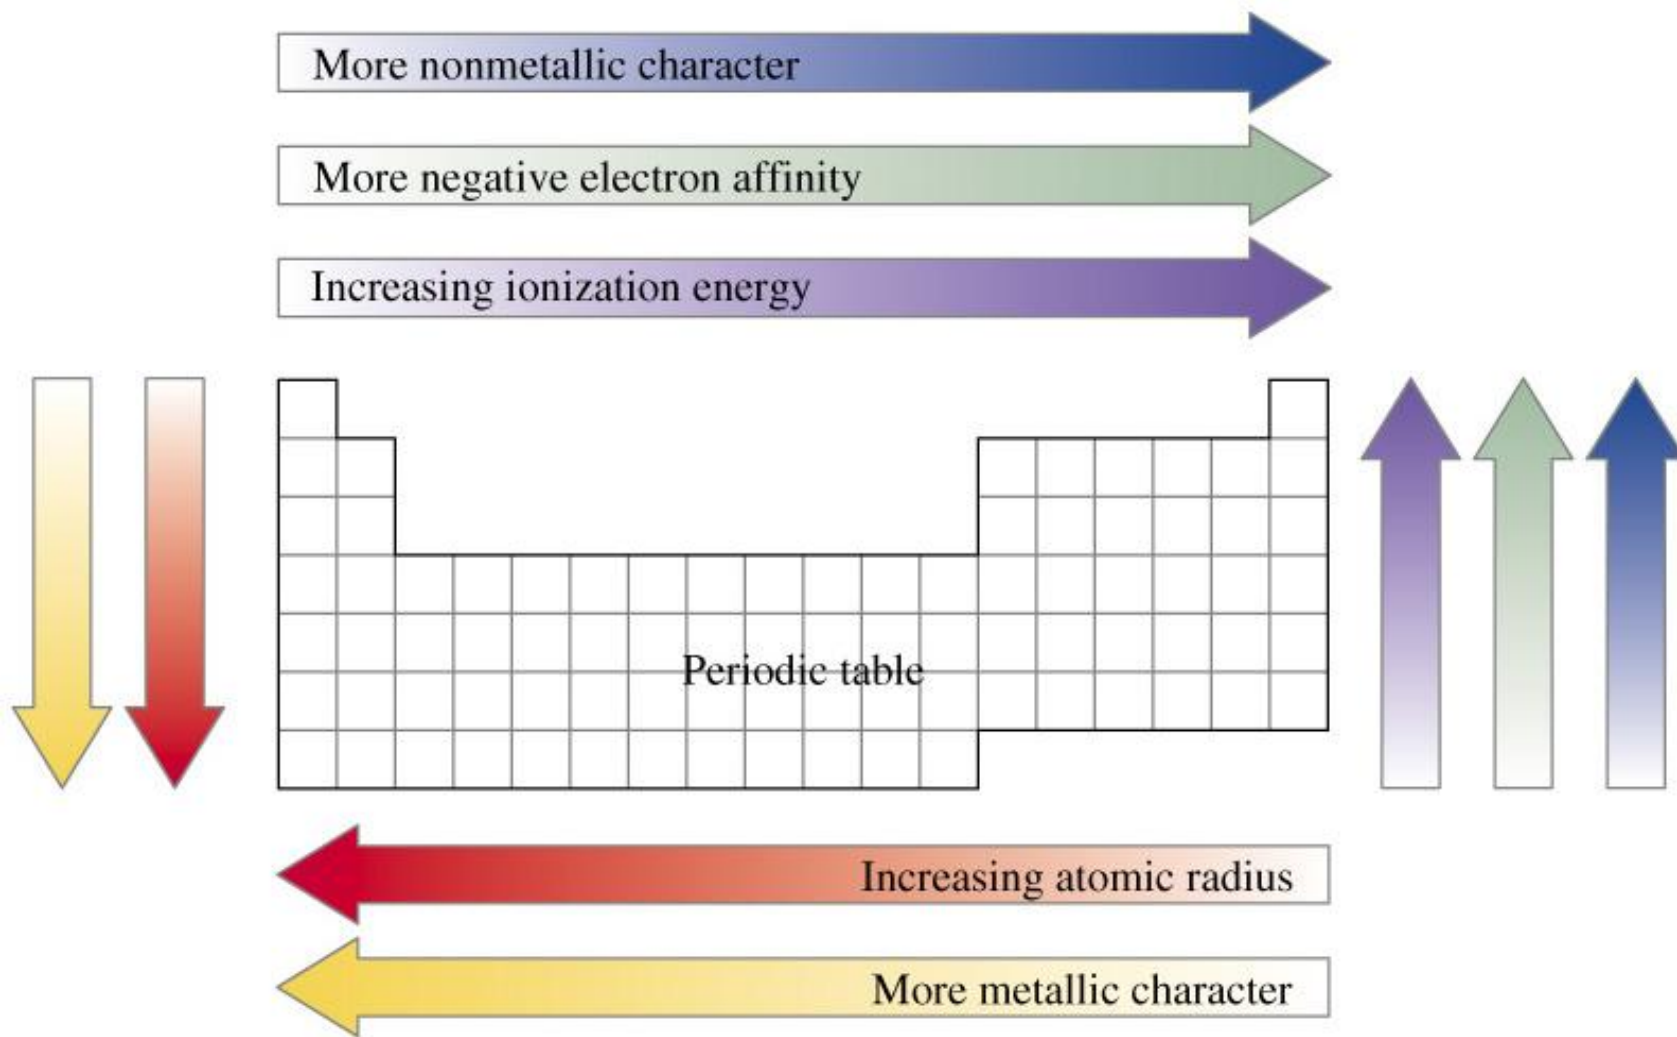 More nonmetallic character
More negative electron affinity
Increasing ionization energy
Periodic table
Increasing atomic radius
More metallic character